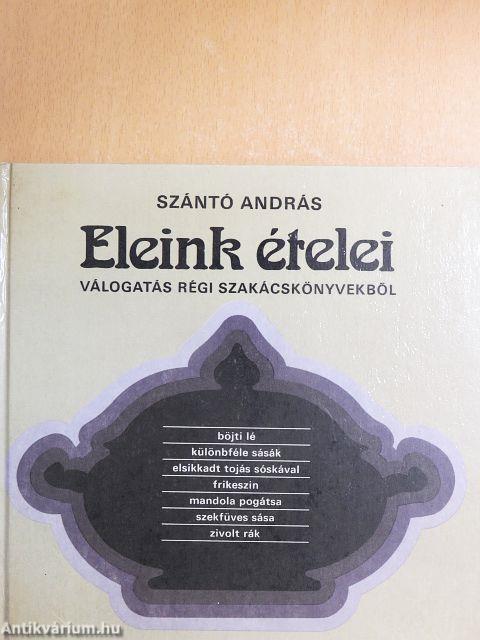 SZÁNTÓ ANDRÁS
Eleink ételei
VÁLOGATÁS RÉGI SZAKÁCSKÖNYVEKBŐL
böjti lé
különbféle sásák
elsikkadt tojás sóskával
frikeszin
mandola pogátsa
szekfüves sása
zivolt rák
Antikvárium.hu